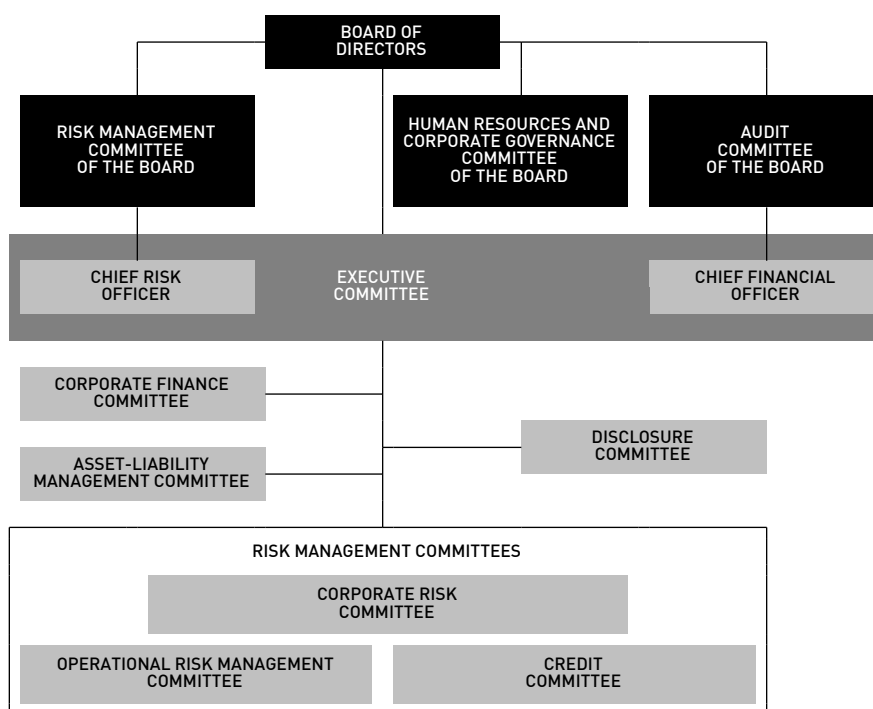 BOARD OF
DIRECTORS
RISK MANAGEMENT
COMMITTEE
OF THE BOARD
HUMAN RESOURCES AND
CORPORATE GOVERNANCE
COMMITTEE
OF THE BOARD
AUDIT
COMMITTEE
OF THE BOARD
CHIEF RISK
OFFICER
EXECUTIVE
COMMITTEE
CHIEF FINANCIAL
OFFICER
CORPORATE FINANCE
COMMITTEE
DISCLOSURE
COMMITTEE
ASSET-LIABILITY
MANAGEMENT COMMITTEE
RISK MANAGEMENT COMMITTEES
CORPORATE RISK
COMMITTEE
OPERATIONAL RISK MANAGEMENT
COMMITTEE
CREDIT
COMMITTEE